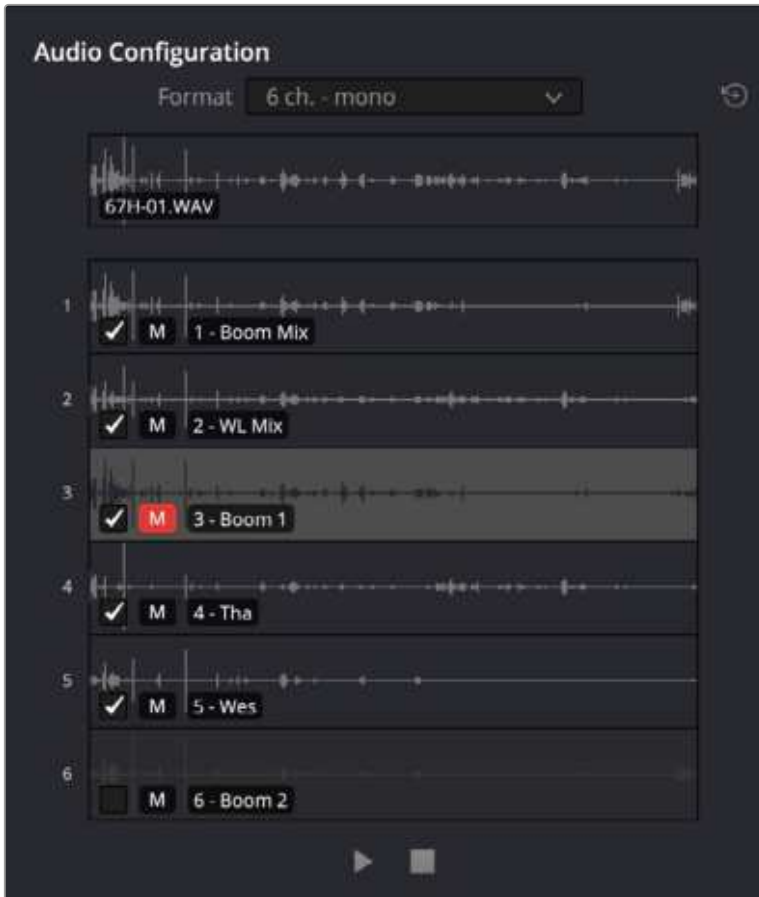 Audio Configuration
Format 6 ch. - mono
67H-01.WAV
1
M 1 - Boom Mix
2
M 2 - WL Mix
3
M 3 - Boom 1
4
M 4 - Tha
5
M 5 - Wes
6
M 6 - Boom 2